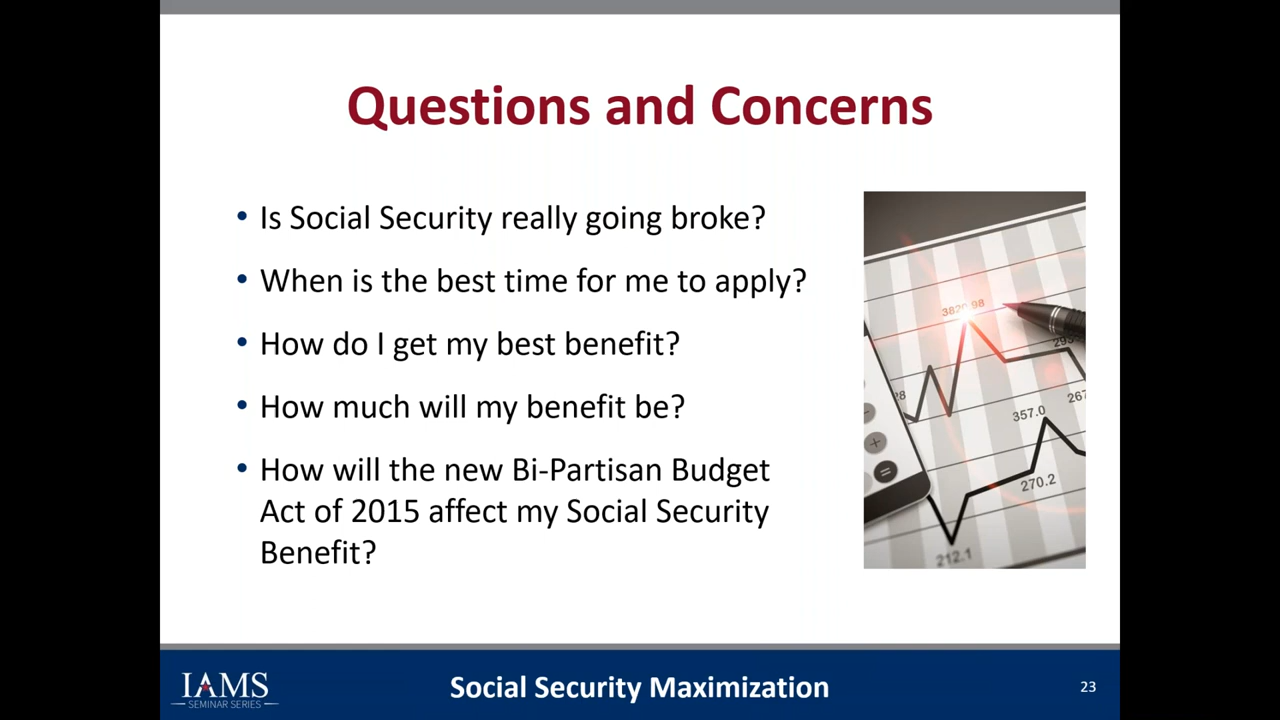 Questions and Concerns
• Is Social Security really going broke?
• When is the best time for me to apply?
• How do I get my best benefit?
• How much will my benefit be?
• How will the new Bi-Partisan Budget
Act of 2015 affect my Social Security
Benefit?
357.0
270.2
212.1
+
=
IAMS
SEMINAR SERIES
Social Security Maximization
23